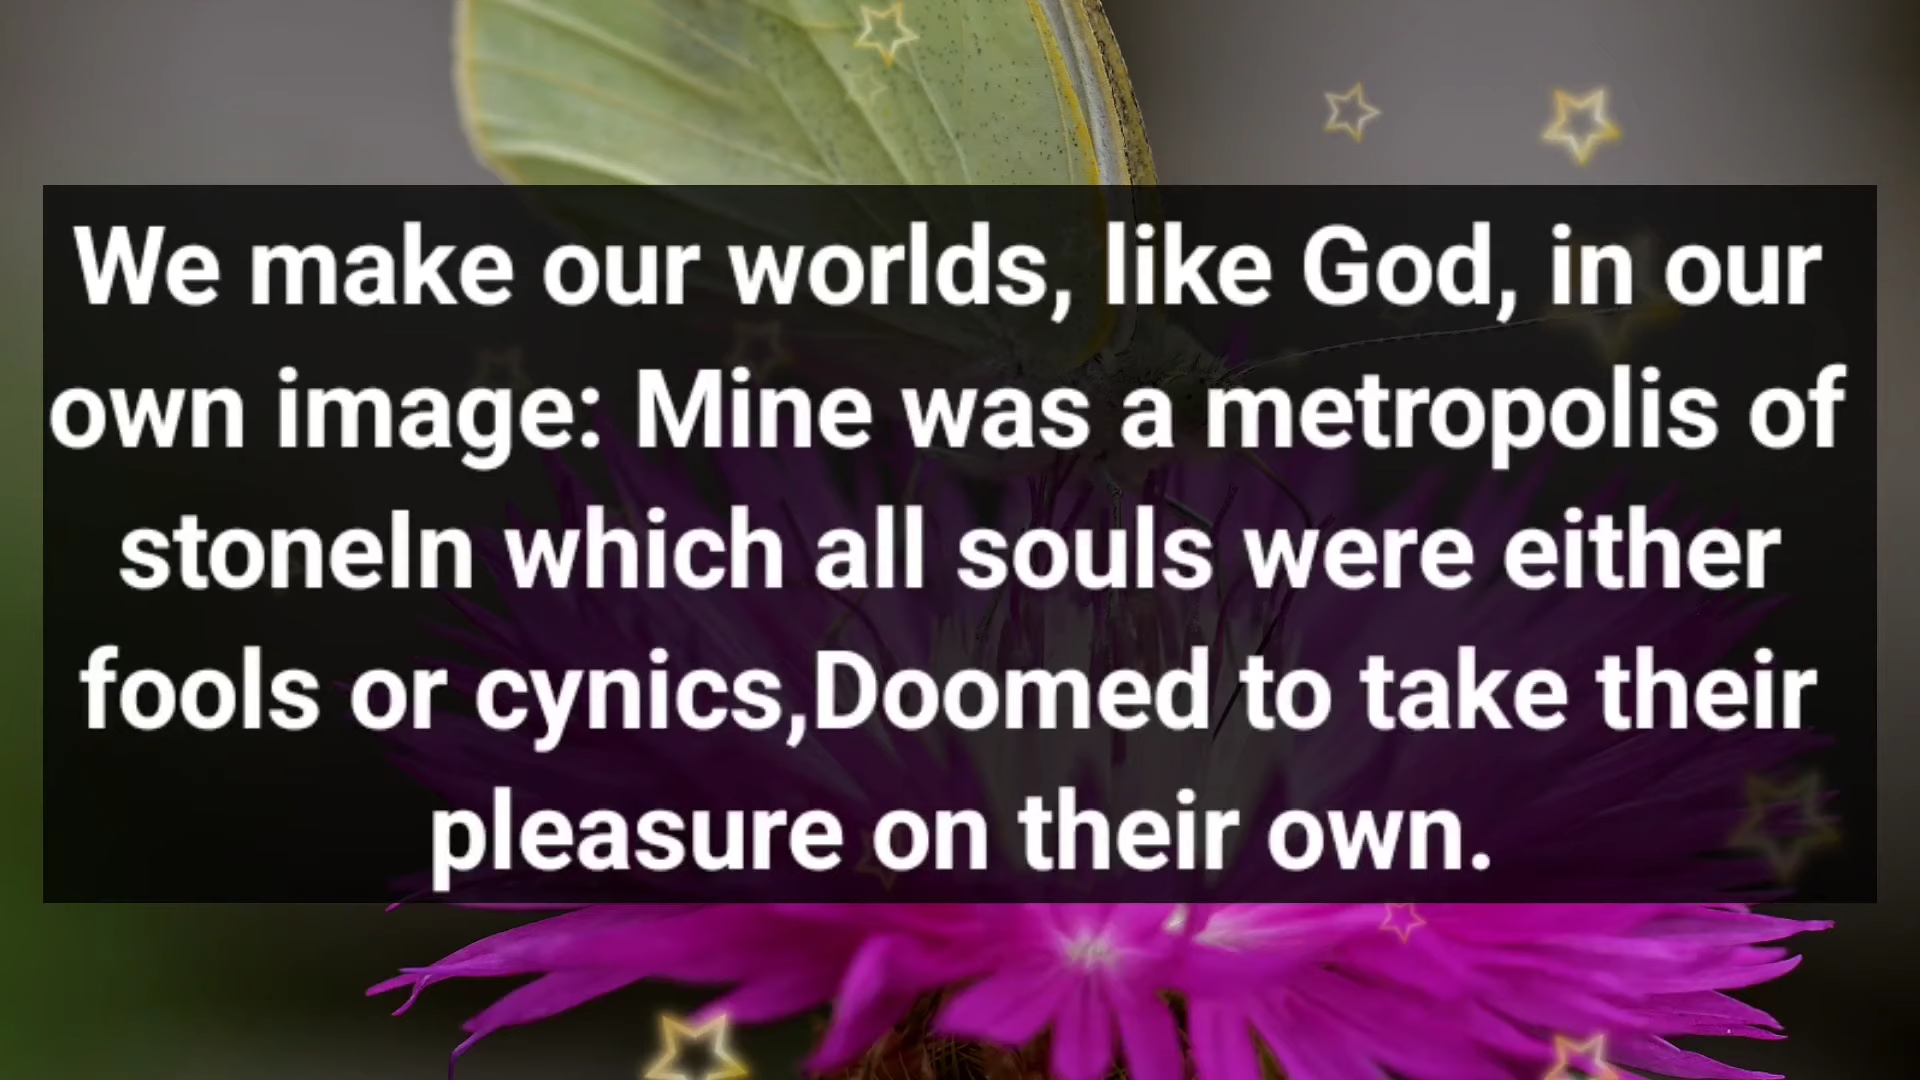 We make our worlds, like God, in our
own image: Mine was a metropolis of
stoneIn which all souls were either
fools or cynics,Doomed to take their
pleasure on their own.